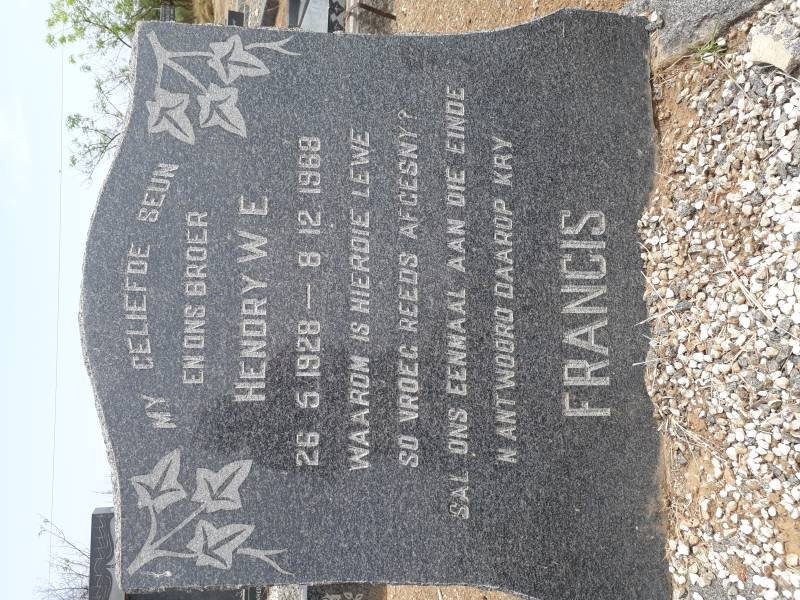 MY GELIEFDE SEUN
EN ONS BROER
HENDRY W E
26.5.1928 — 8.12.1968
WAAROM IS HIERDIE LEWE
SO VROEG REEDS AFGESNY?
SAL ONS EENMAAL AAN DIE EINDE
N ANTWOORD DAAROP KRY
FRANCIS